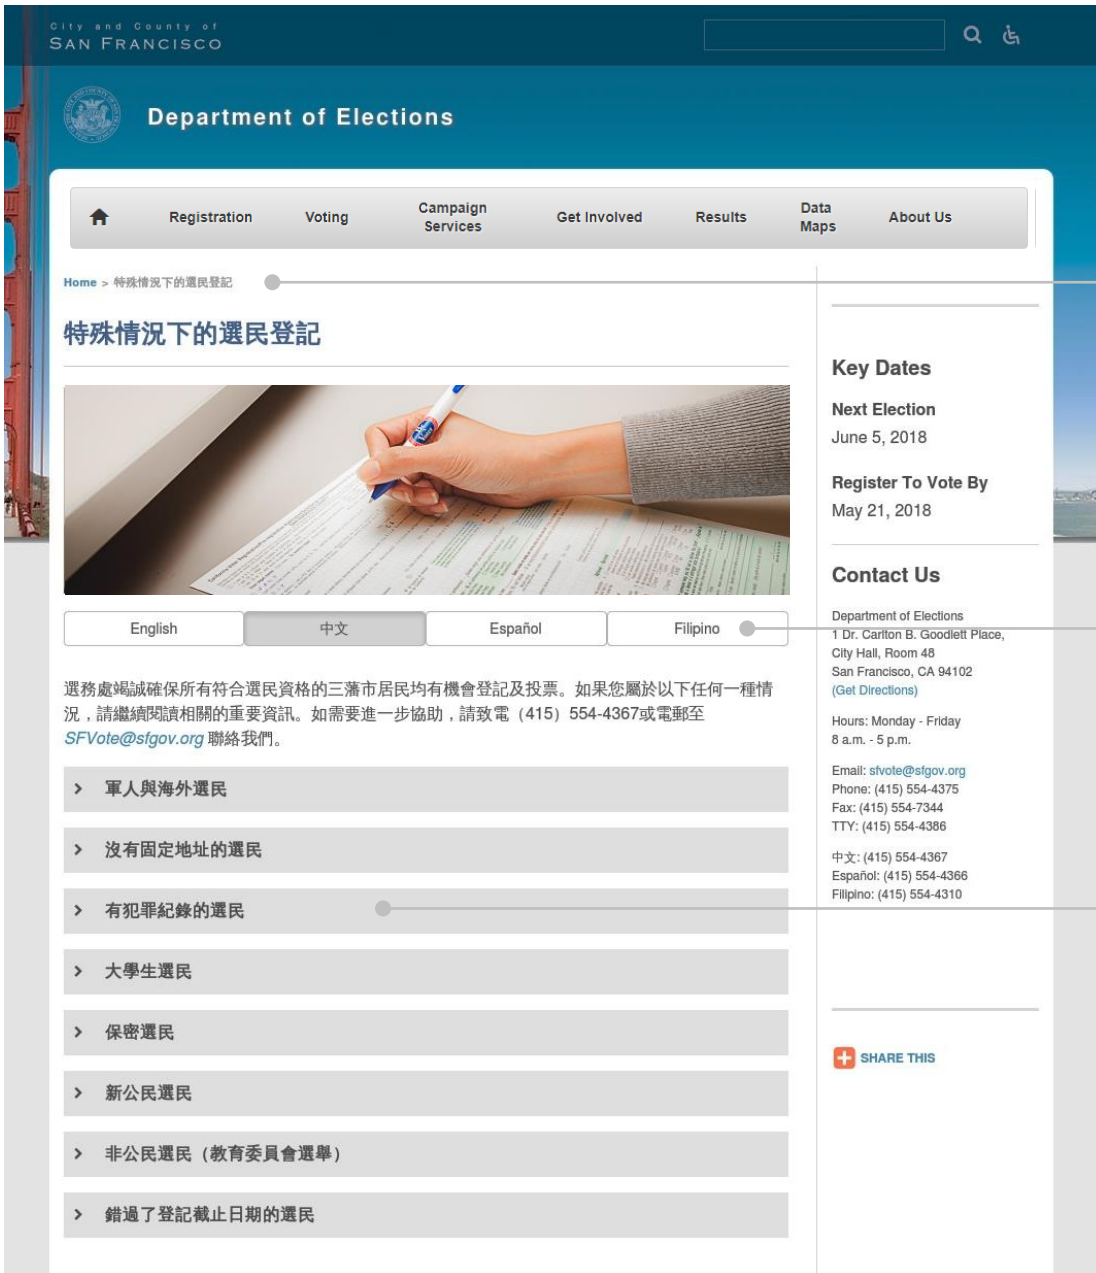 City and County of
SAN FRANCISCO
Department of Elections
Registration
Voting
Campaign
Services
Get Involved
Results
Data
Maps
About Us
Home > 特殊情況下的選民登記
特殊情況下的選民登記
English
中文
Español
Filipino
選務處竭誠確保所有符合選民資格的三藩市居民均有機會登記及投票。如果您屬於以下任何一種情
況，請繼續閱讀相關的重要資訊。如需要進一步協助，請致電（415）554-4367或電郵至
SFVote@sfgov.org 聯絡我們。
軍人與海外選民
沒有固定地址的選民
有犯罪紀錄的選民
大學生選民
保密選民
新公民選民
非公民選民（教育委員會選舉）
錯過了登記截止日期的選民
Key Dates
Next Election
June 5, 2018
Register To Vote By
May 21, 2018
Contact Us
Department of Elections
1 Dr. Carlton B. Goodlett Place,
City Hall, Room 48
San Francisco, CA 94102
(Get Directions)
Hours: Monday - Friday
8 a.m. - 5 p.m.
Email: sfvote@sfgov.org
Phone: (415) 554-4375
Fax: (415) 554-7344
TTY: (415) 554-4386
中文: (415) 554-4367
Español: (415) 554-4366
Filipino: (415) 554-4310
SHARE THIS